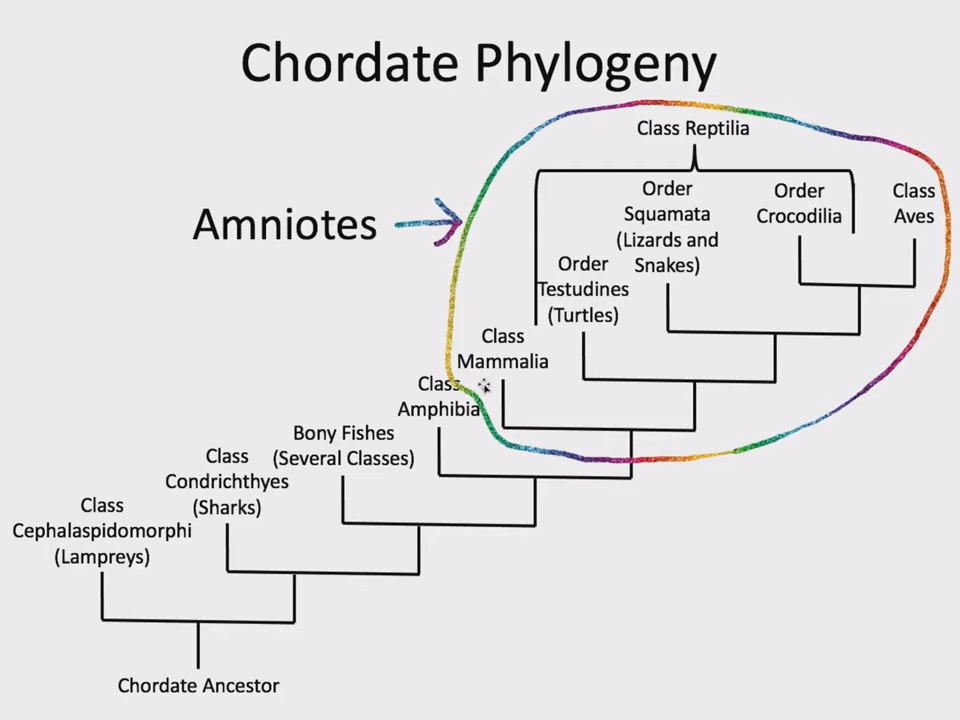 Chordate Phylogeny
Class Reptilia
Amniotes
Order
Squamata
(Lizards and
Snakes)
Order
Crocodilia
Class
Aves
Order
Testudines
(Turtles)
Class
Mammalia
Class
Amphibia
Bony Fishes
(Several Classes)
Class
Condrichthyes
(Sharks)
Class
Cephalaspidomorphi
(Lampreys)
Chordate Ancestor